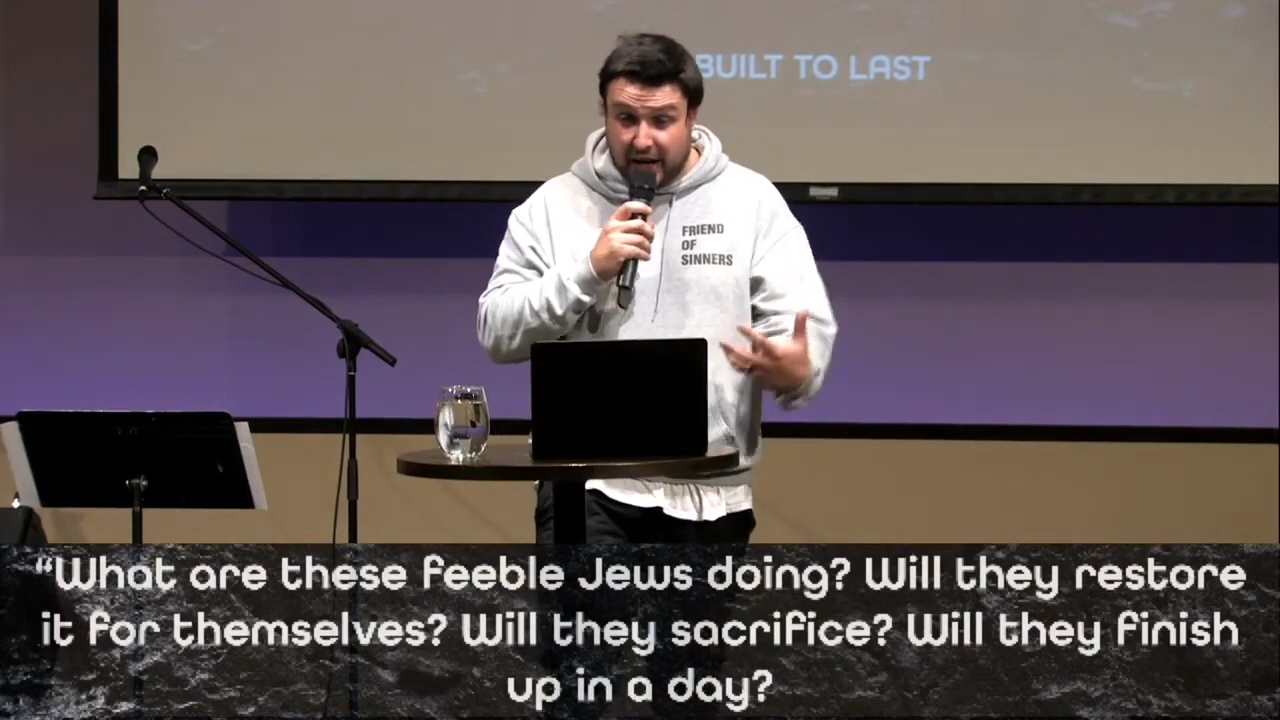 BUILT TO LAST
FRIEND
OF
SINNERS
“What are these feeble Jews doing? Will they restore
it for themselves? Will they sacrifice? Will they finish
up in a day?